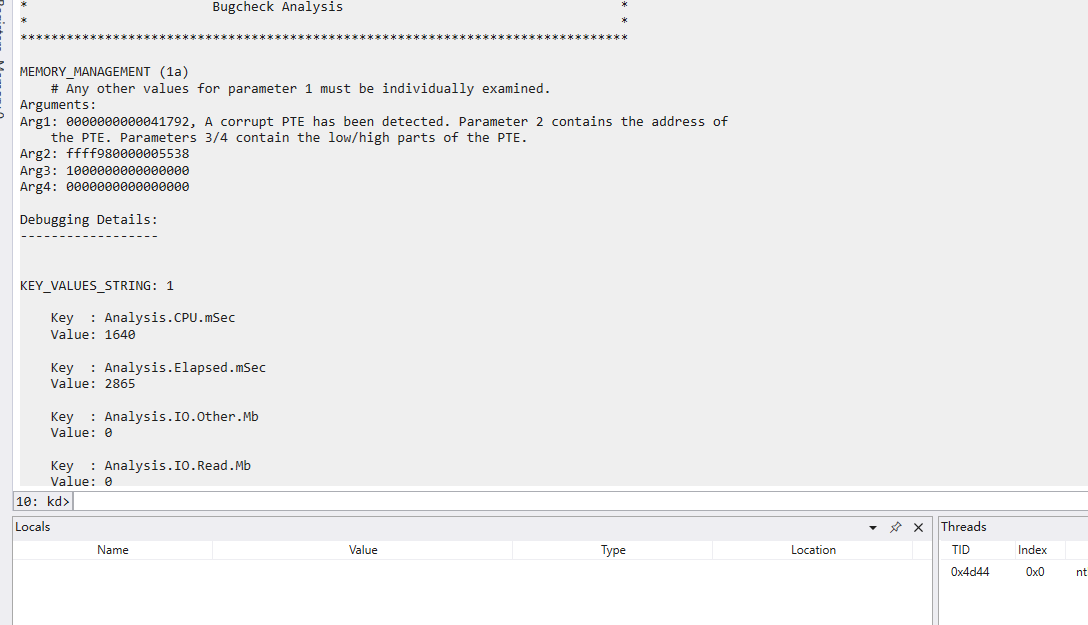 * Bugcheck Analysis *
* *
*******************************************************************************
MEMORY_MANAGEMENT (1a)
# Any other values for parameter 1 must be individually examined.
Arguments:
Arg1: 0000000000041792, A corrupt PTE has been detected. Parameter 2 contains the address of
the PTE. Parameters 3/4 contain the low/high parts of the PTE.
Arg2: ffff980000005538
Arg3: 1000000000000000
Arg4: 0000000000000000
Debugging Details:
------------------
KEY_VALUES_STRING: 1
Key : Analysis.CPU.mSec
Value: 1640
Key : Analysis.Elapsed.mSec
Value: 2865
Key : Analysis.IO.Other.Mb
Value: 0
Key : Analysis.IO.Read.Mb
Value: 0
10: kd>
Locals
Name Value Type Location
Threads
TID Index
0x4d44 0x0 nt